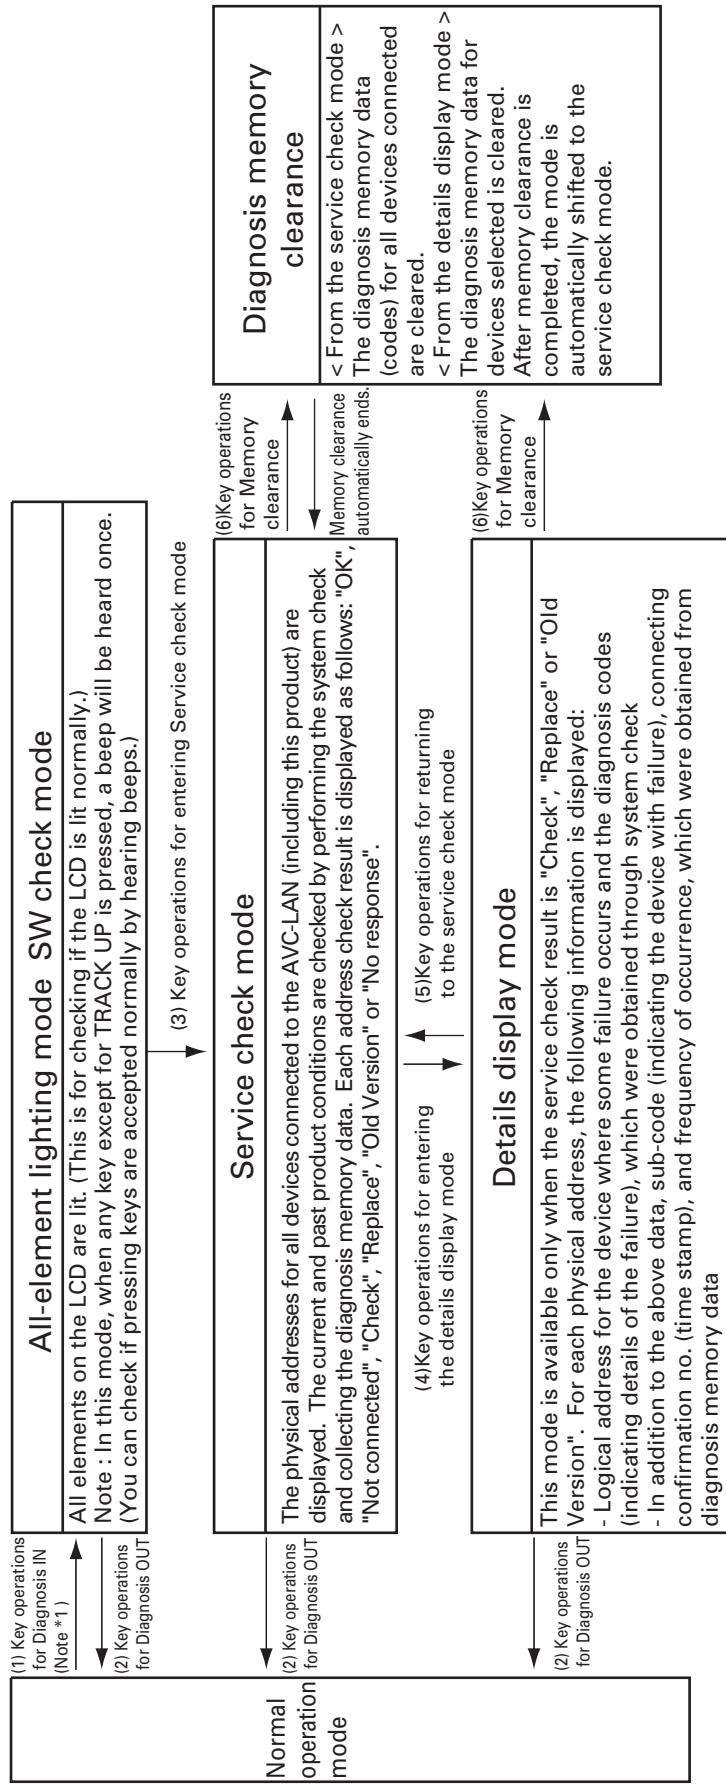 (1) Key operations
for Diagnosis IN
(Note *1 )
(2) Key operations
for Diagnosis OUT
All-element lighting mode  SW check mode
All elements on the LCD are lit. (This is for checking if the LCD is lit normally.)
Note : In this mode, when any key except for TRACK UP is pressed, a beep will be heard once.
(You can check if pressing keys are accepted normally by hearing beeps.)
(3) Key operations for entering Service check mode
Normal
operation
mode
(2) Key operations
for Diagnosis OUT
Service check mode
The physical addresses for all devices connected to the AVC-LAN (including this product) are
displayed.  The current and past product conditions are checked by performing the system check
and collecting the diagnosis memory data.  Each address check result is displayed as follows: "OK",
"Not connected", "Check", "Replace", "Old Version" or "No response".
(6)Key operations
for Memory
clearance
Memory clearance
automatically ends.
Diagnosis memory
clearance
< From the service check mode >
The diagnosis memory data
(codes) for all devices connected
are cleared.
< From the details display mode >
The diagnosis memory data for
devices selected is cleared.
After memory clearance is
completed, the mode is
automatically shifted to the
service check mode.
(4)Key operations for entering
the details display mode
(5)Key operations for returning
to the service check mode
(2) Key operations
for Diagnosis OUT
Details display mode
This mode is available only when the service check result is "Check", "Replace" or "Old
Version".  For each physical address, the following information is displayed:
- Logical address for the device where some failure occurs and the diagnosis codes
(indicating details of the failure), which were obtained through system check
- In addition to the above data, sub-code (indicating the device with failure), connecting
confirmation no. (time stamp), and frequency of occurrence, which were obtained from
diagnosis memory data
(6)Key operations
for Memory
clearance